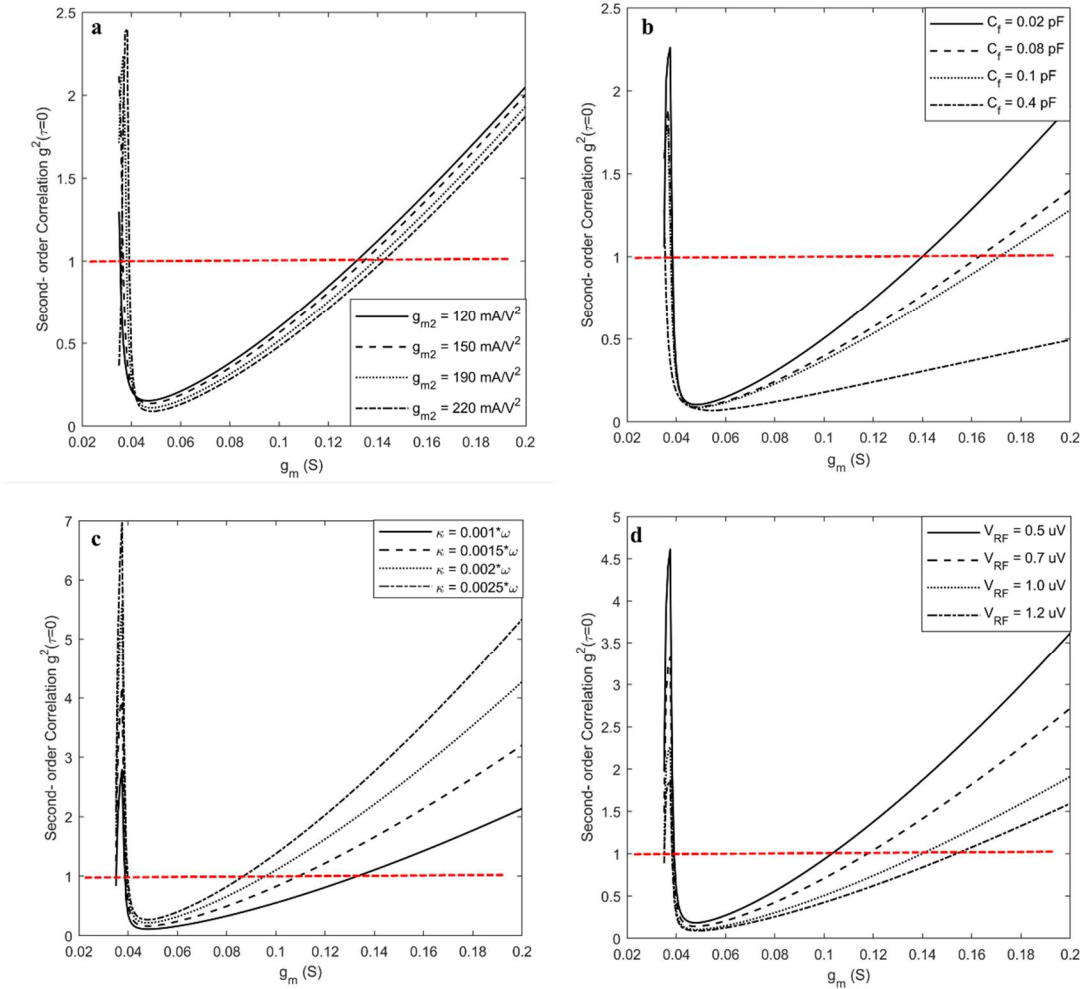 a
Second- order Correlation g²(τ=0)
2.5
2
1.5
1
0.5
0
g_m2 = 120 mA/V²
g_m2 = 150 mA/V²
g_m2 = 190 mA/V²
g_m2 = 220 mA/V²
0.02 0.04 0.06 0.08 0.1 0.12 0.14 0.16 0.18 0.2
g_m (S)
b
Second- order Correlation g²(τ=0)
2.5
2
1.5
1
0.5
0
C_f = 0.02 pF
C_f = 0.08 pF
C_f = 0.1 pF
C_f = 0.4 pF
0.02 0.04 0.06 0.08 0.1 0.12 0.14 0.16 0.18 0.2
g_m (S)
c
Second- order Correlation g²(τ=0)
7
6
5
4
3
2
1
0
κ = 0.001*ω
κ = 0.0015*ω
κ = 0.002*ω
κ = 0.0025*ω
0.02 0.04 0.06 0.08 0.1 0.12 0.14 0.16 0.18 0.2
g_m (S)
d
Second- order Correlation g²(τ=0)
5
4.5
4
3.5
3
2.5
2
1.5
1
0.5
0
V_RF = 0.5 uV
V_RF = 0.7 uV
V_RF = 1.0 uV
V_RF = 1.2 uV
0.02 0.04 0.06 0.08 0.1 0.12 0.14 0.16 0.18 0.2
g_m (S)